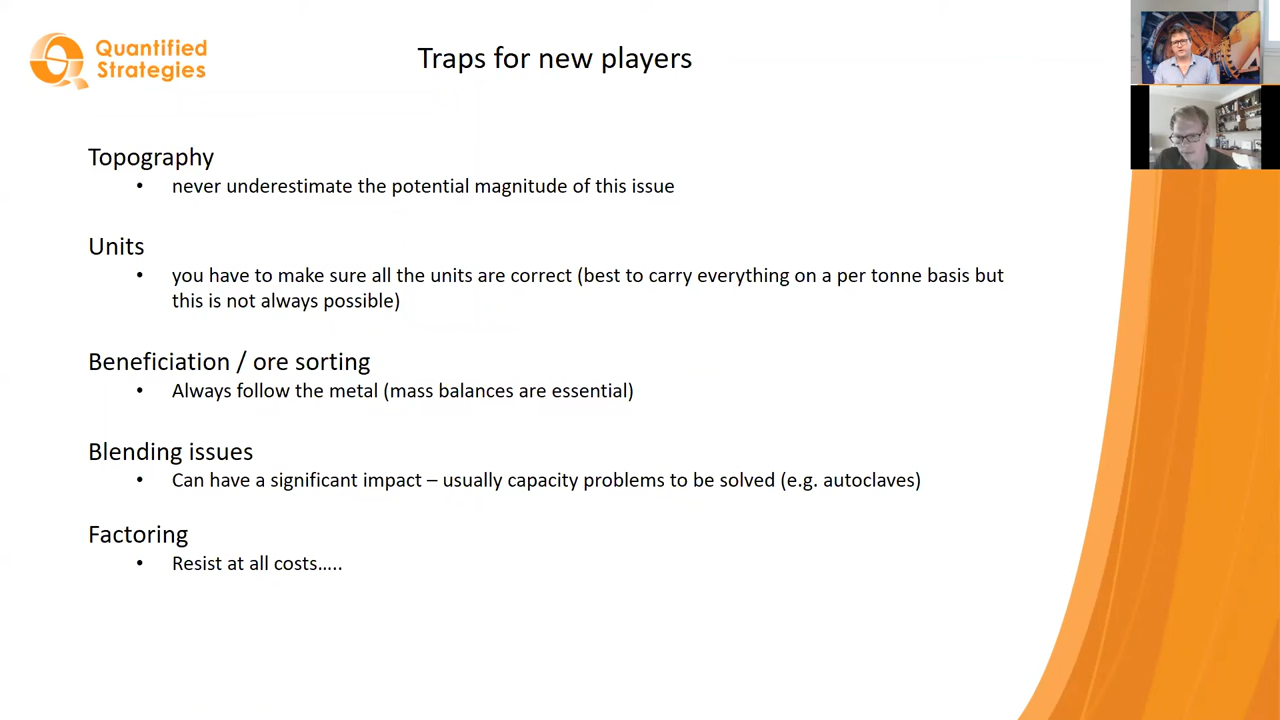 Quantified
Strategies
Traps for new players
Topography
• never underestimate the potential magnitude of this issue
Units
• you have to make sure all the units are correct (best to carry everything on a per tonne basis but
this is not always possible)
Beneficiation / ore sorting
• Always follow the metal (mass balances are essential)
Blending issues
• Can have a significant impact – usually capacity problems to be solved (e.g. autoclaves)
Factoring
• Resist at all costs…..